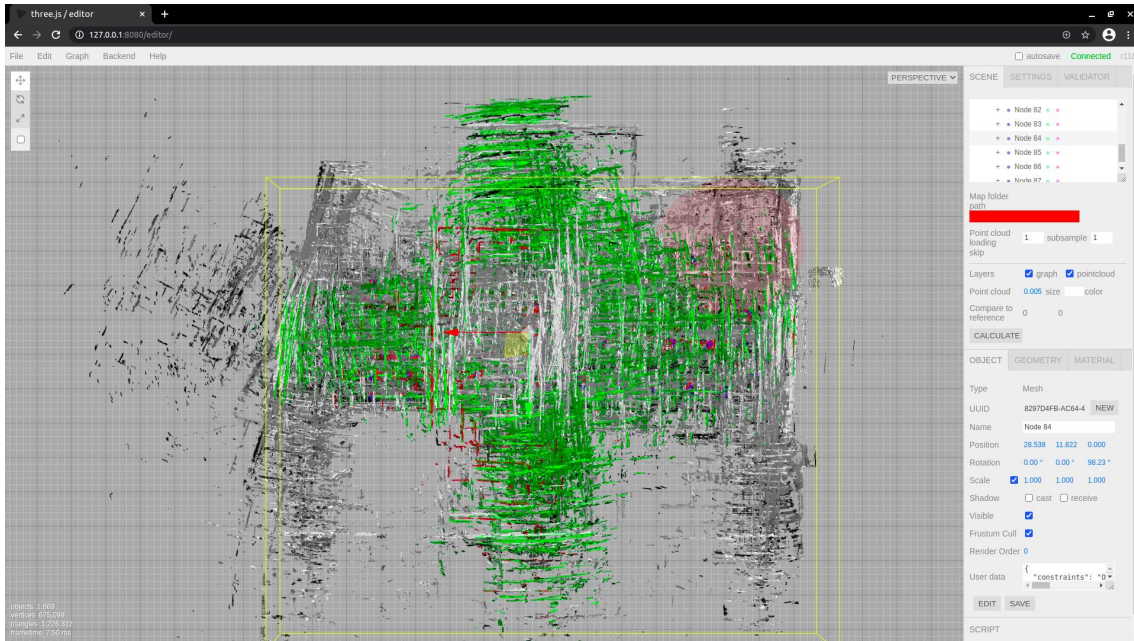 three.js / editor × +
127.0.0.1:8080/editor/
File Edit Graph Backend Help
autosave Connected
PERSPECTIVE
SCENE SETTINGS VALIDATOR
+ Node 82
+ Node 83
+ Node 84
+ Node 85
+ Node 86
+ Node 87
Map folder
path
Point cloud
loading
skip
1 subsample 1
Layers graph pointcloud
Point cloud 0.005 size color
Compare to
reference
0 0
CALCULATE
OBJECT GEOMETRY MATERIAL
Type Mesh
UUID 8297D4FB-AC64-4 NEW
Name Node 84
Position 28.538 11.822 0.000
Rotation 0.00 ° 0.00 ° 98.23 °
Scale 1.000 1.000 1.000
Shadow cast receive
Visible
Frustum Cull
Render Order 0
User data
{
"constraints": "O
EDIT SAVE
SCRIPT
objects 1,669
vertices 675,098
triangles 1,226,312
frametime 7.50 ms